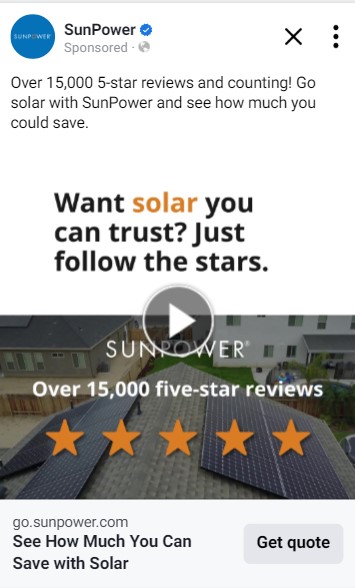 SUNPOWER
SunPower
Sponsored ·
Over 15,000 5-star reviews and counting! Go
solar with SunPower and see how much you
could save.
Want solar you
can trust? Just
follow the stars.
SUNPOWER®
Over 15,000 five-star reviews
go.sunpower.com
See How Much You Can
Save with Solar
Get quote